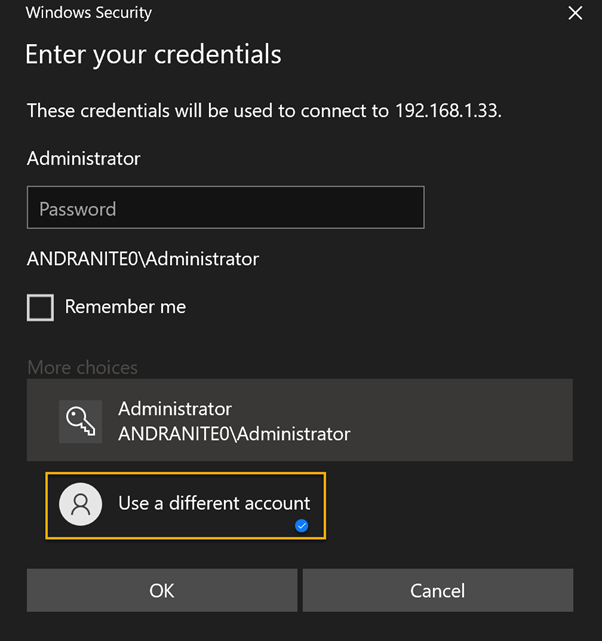 Windows Security
Enter your credentials
These credentials will be used to connect to 192.168.1.33.
Administrator
Password
ANDRANITE0\Administrator
Remember me
More choices
Administrator
ANDRANITE0\Administrator
Use a different account
OK
Cancel